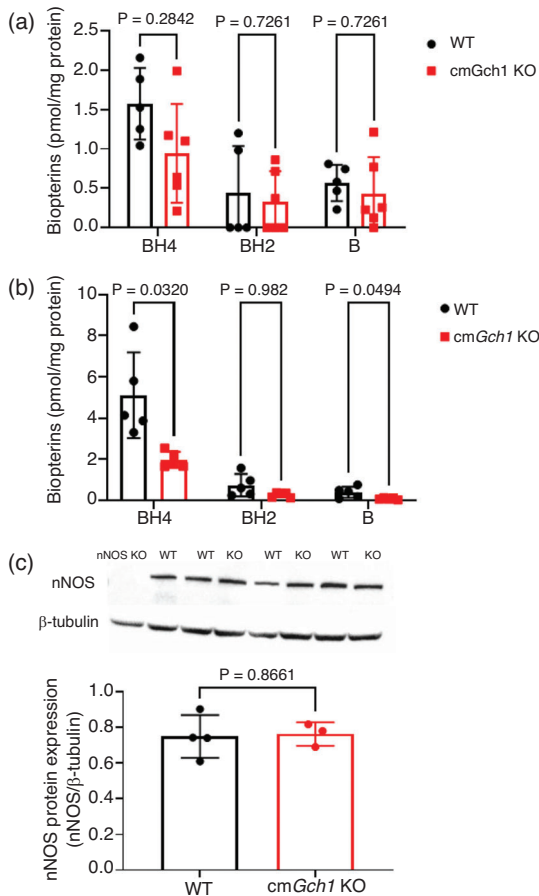 (a)
P = 0.2842 P = 0.7261 P = 0.7261
WT
cmGch1 KO
Biopterins (pmol/mg protein)
2.5
2.0
1.5
1.0
0.5
0.0
BH4 BH2 B
(b)
P = 0.0320 P = 0.982 P = 0.0494
WT
cmGch1 KO
Biopterins (pmol/mg protein)
10
8
6
4
2
0
BH4 BH2 B
(c)
nNOS KO WT WT KO WT KO WT KO
nNOS
β-tubulin
P = 0.8661
nNOS protein expression
(nNOS/β-tubulin)
1.0
0.8
0.6
0.4
0.2
0.0
WT cmGch1 KO